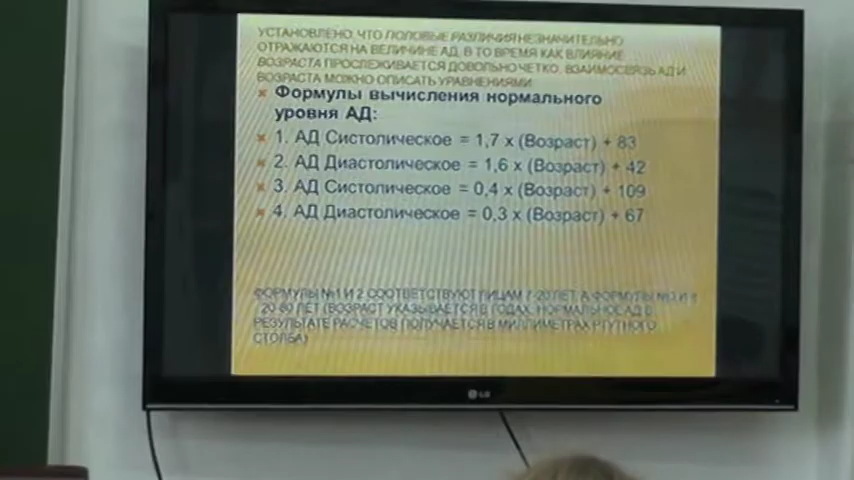 УСТАНОВЛЕНО, ЧТО ПОЛОВЫЕ РАЗЛИЧИЯ НЕЗНАЧИТЕЛЬНО
ОТРАЖАЮТСЯ НА ВЕЛИЧИНЕ АД, В ТО ВРЕМЯ КАК ВЛИЯНИЕ
ВОЗРАСТА ПРОСЛЕЖИВАЕТСЯ ДОВОЛЬНО ЧЕТКО. ВЗАИМОСВЯЗЬ АД И
ВОЗРАСТА МОЖНО ОПИСАТЬ УРАВНЕНИЯМИ
Формулы вычисления нормального
уровня АД:
1. АД Систолическое = 1,7 х (Возраст) + 83
2. АД Диастолическое = 1,6 х (Возраст) + 42
3. АД Систолическое = 0,4 х (Возраст) + 109
4. АД Диастолическое = 0,3 х (Возраст) + 67
ФОРМУЛЫ №1 И 2 СООТВЕТСТВУЮТ ЛИЦАМ 7-20 ЛЕТ, А ФОРМУЛЫ №3 И 4
20-80 ЛЕТ (ВОЗРАСТ УКАЗЫВАЕТСЯ В ГОДАХ, НОРМАЛЬНОЕ АД В
РЕЗУЛЬТАТЕ РАСЧЕТОВ ПОЛУЧАЕТСЯ В МИЛЛИМЕТРАХ РТУТНОГО
СТОЛБА)
LG